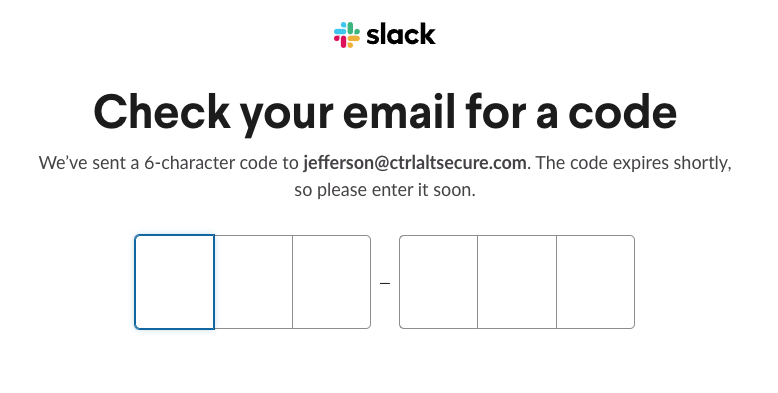 slack
Check your email for a code
We’ve sent a 6-character code to jefferson@ctrlaltsecure.com. The code expires shortly,
so please enter it soon.
–